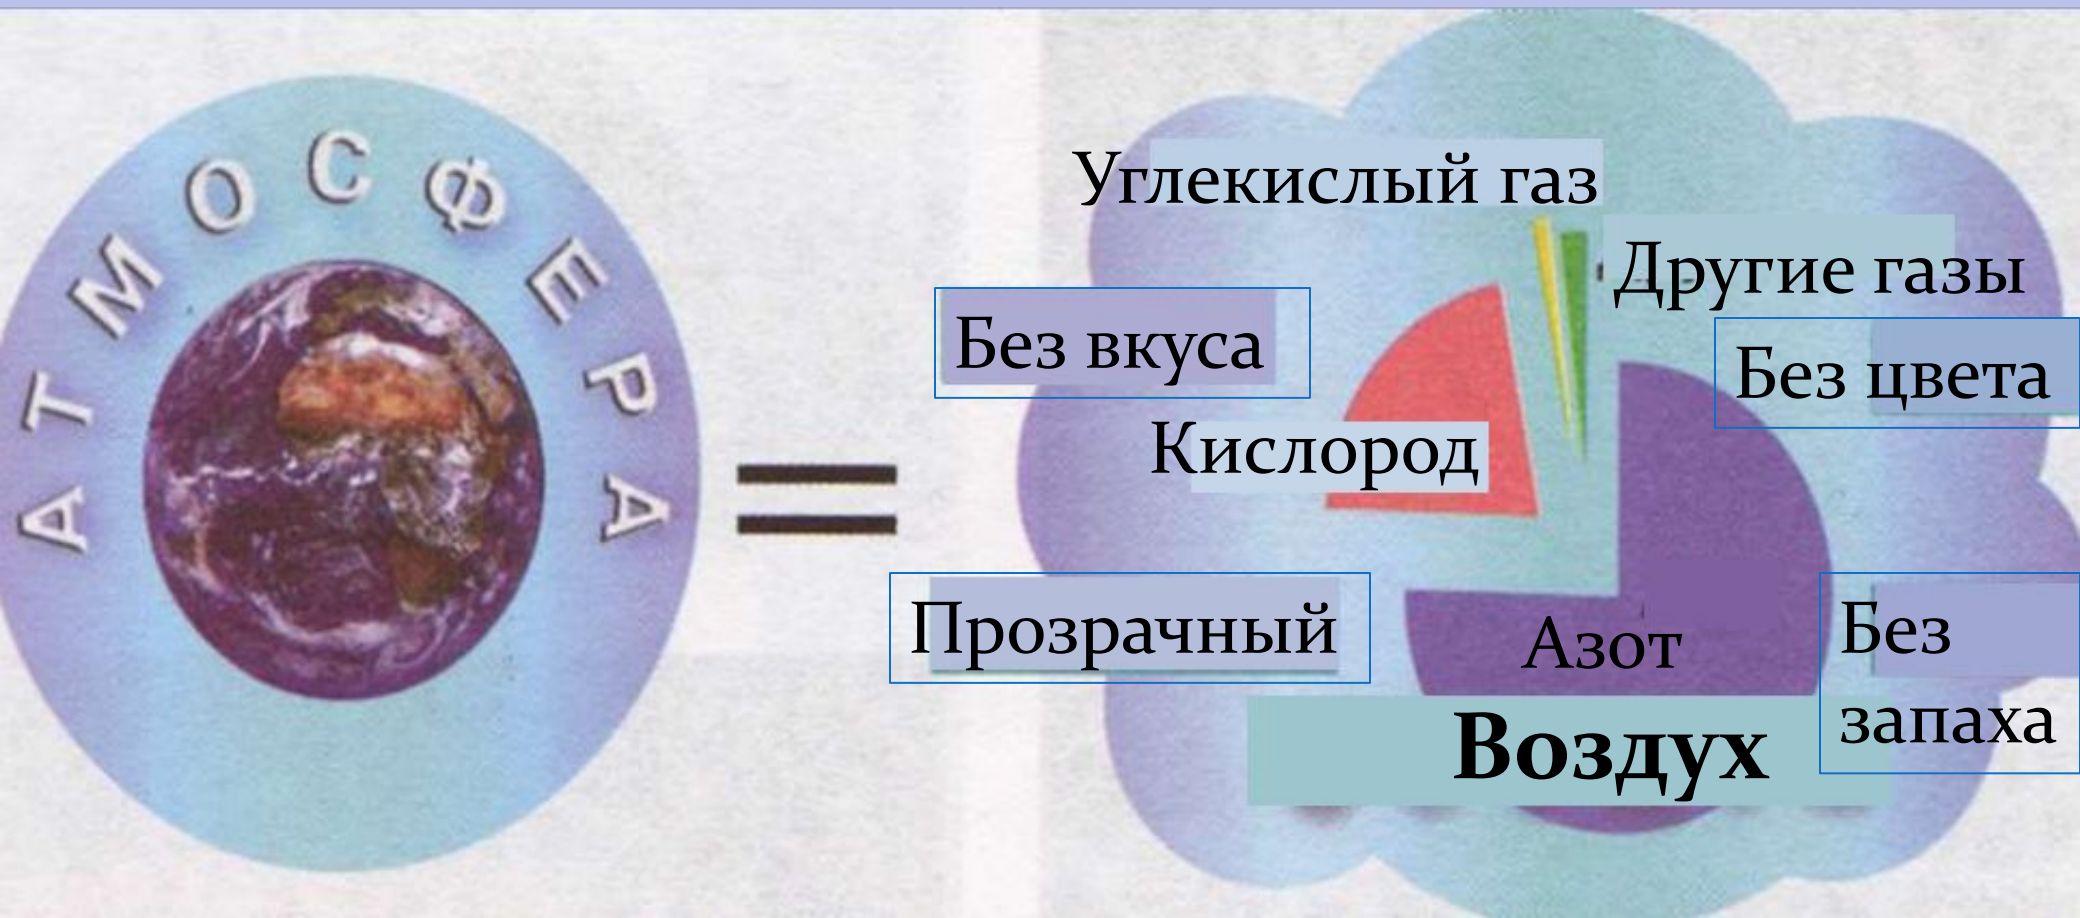 АТМОСФЕРА
=
Углекислый газ
Другие газы
Без вкуса
Без цвета
Кислород
Прозрачный
Азот
Без
запаха
Воздух